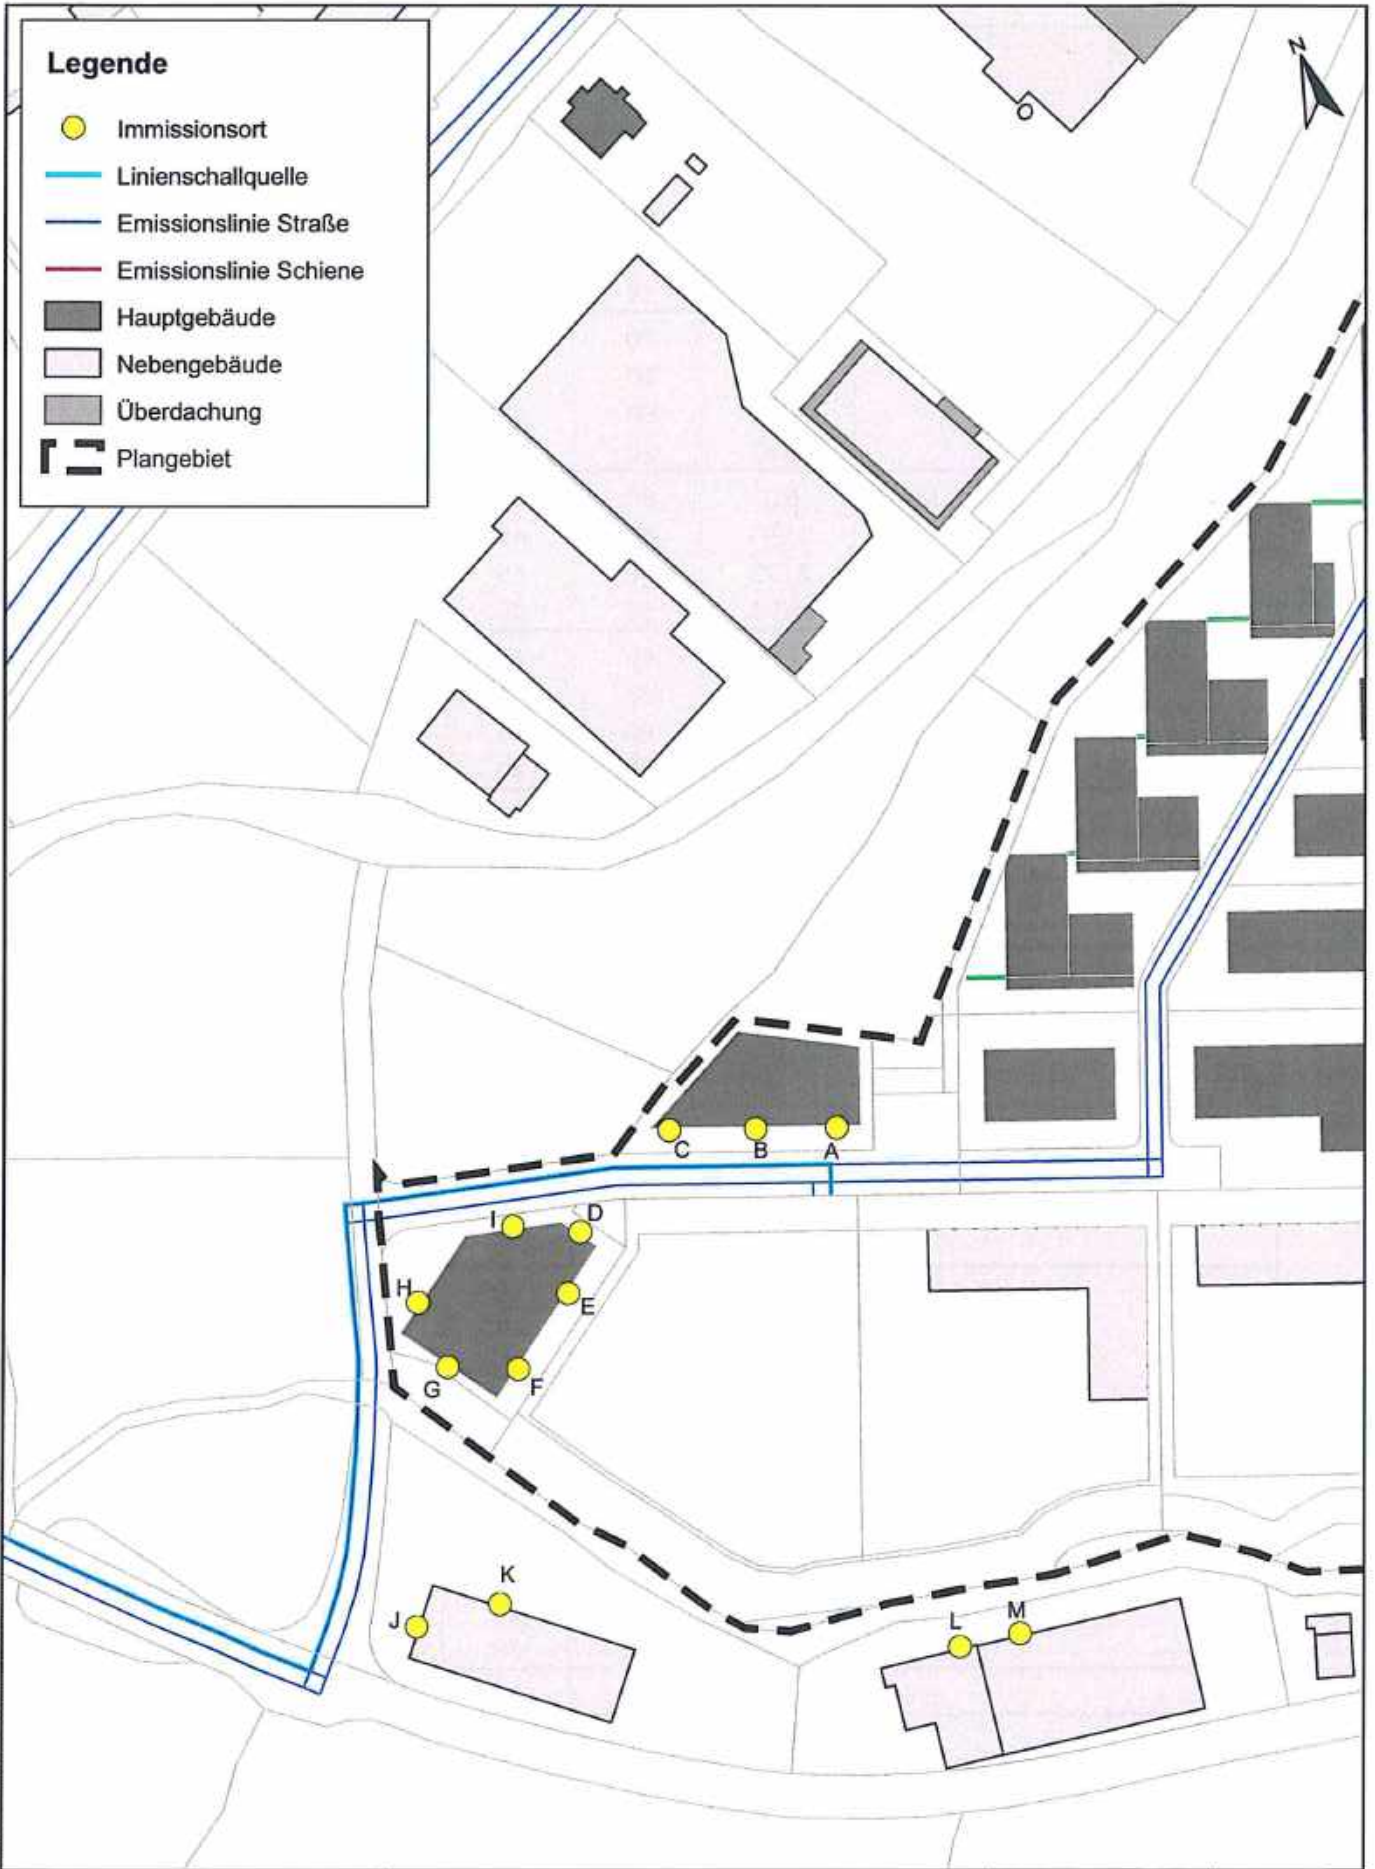 Legende
Immissionsort
Linienschallquelle
Emissionslinie Straße
Emissionslinie Schiene
Hauptgebäude
Nebengebäude
Überdachung
Plangebiet
N
C B A
I D
H E
G F
K
J
L M